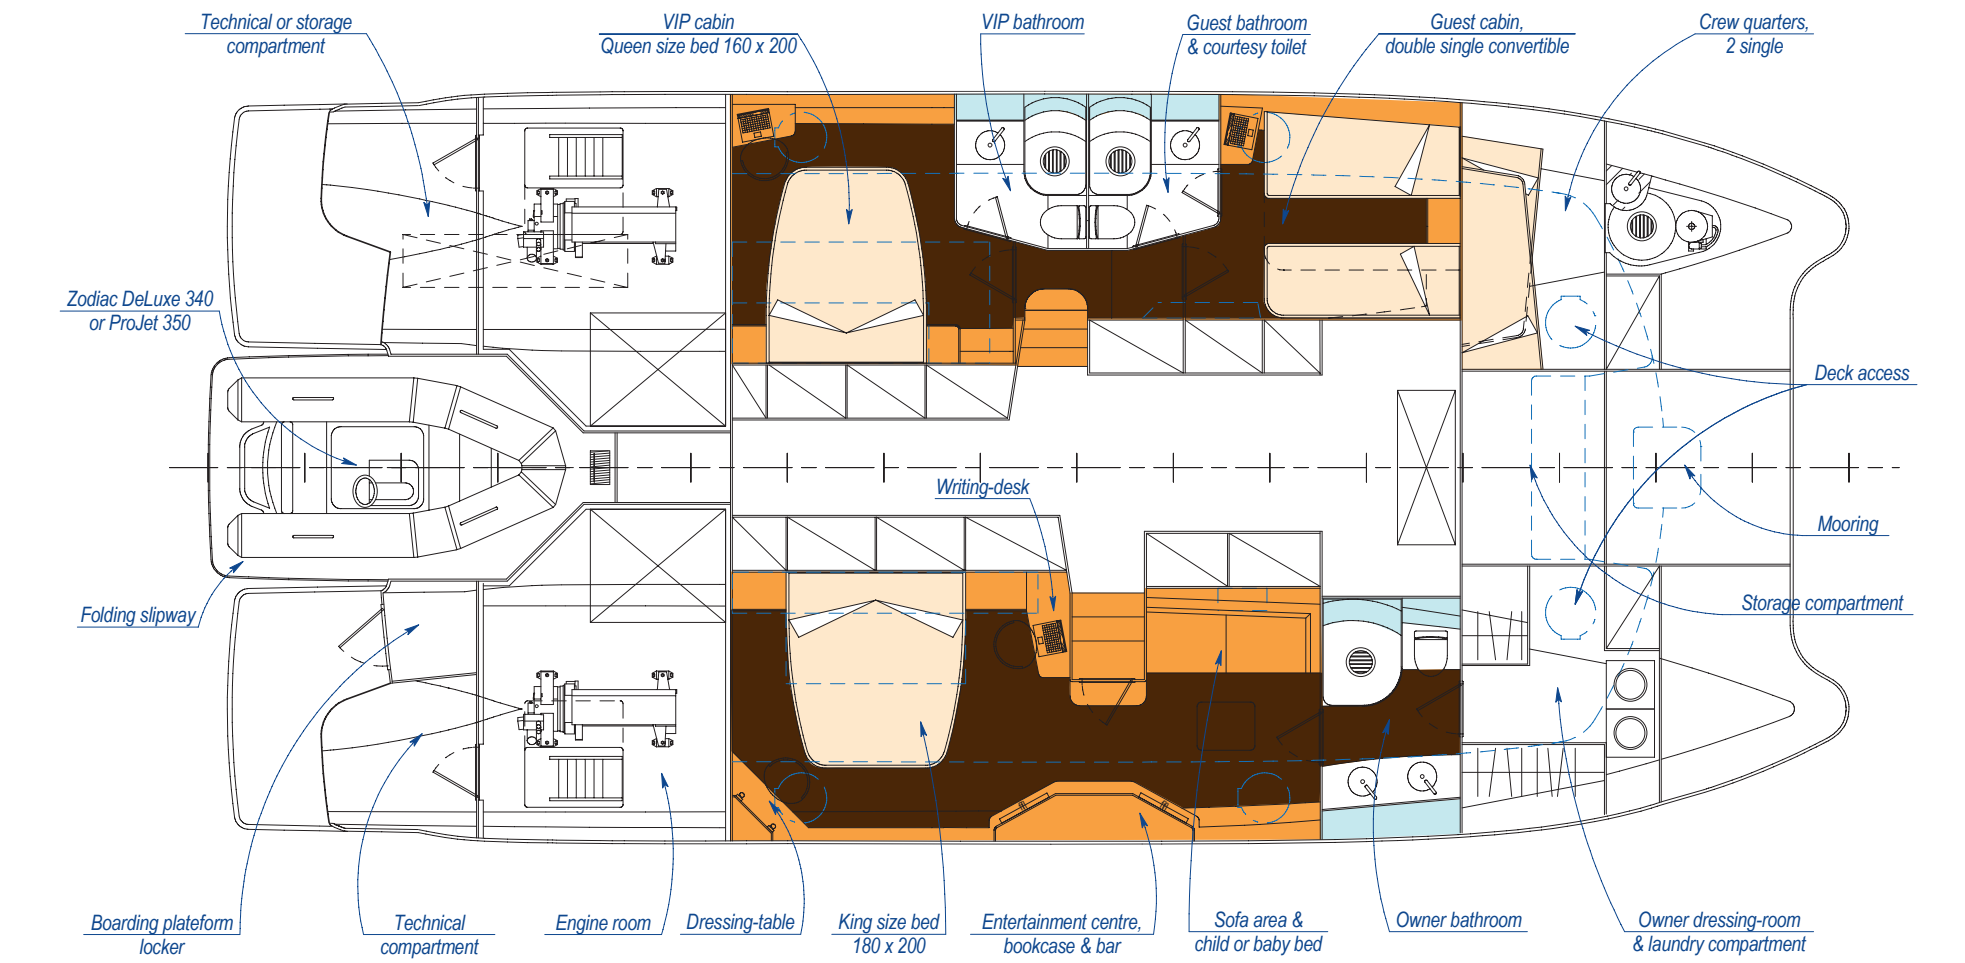 Technical or storage
compartment
VIP cabin
Queen size bed 160 x 200
VIP bathroom
Guest bathroom
& courtesy toilet
Guest cabin,
double single convertible
Crew quarters,
2 single
Zodiac DeLuxe 340
or ProJet 350
Deck access
Writing-desk
Mooring
Storage compartment
Folding slipway
Boarding plateform
locker
Technical
compartment
Engine room
Dressing-table
King size bed
180 x 200
Entertainment centre,
bookcase & bar
Sofa area &
child or baby bed
Owner bathroom
Owner dressing-room
& laundry compartment